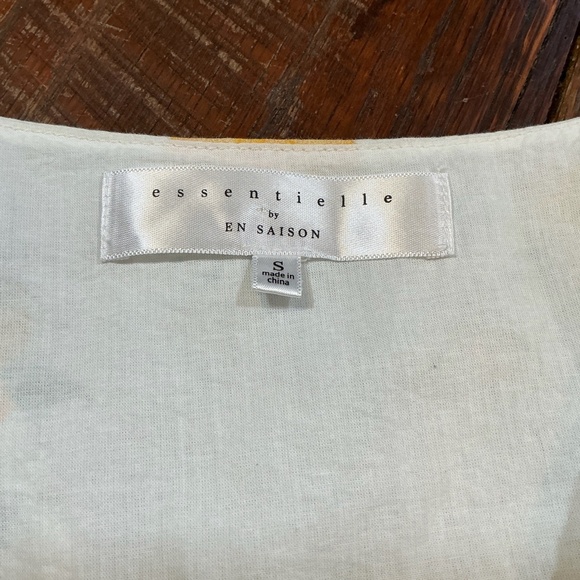 essentielle
by
EN SAISON
S
made in
china